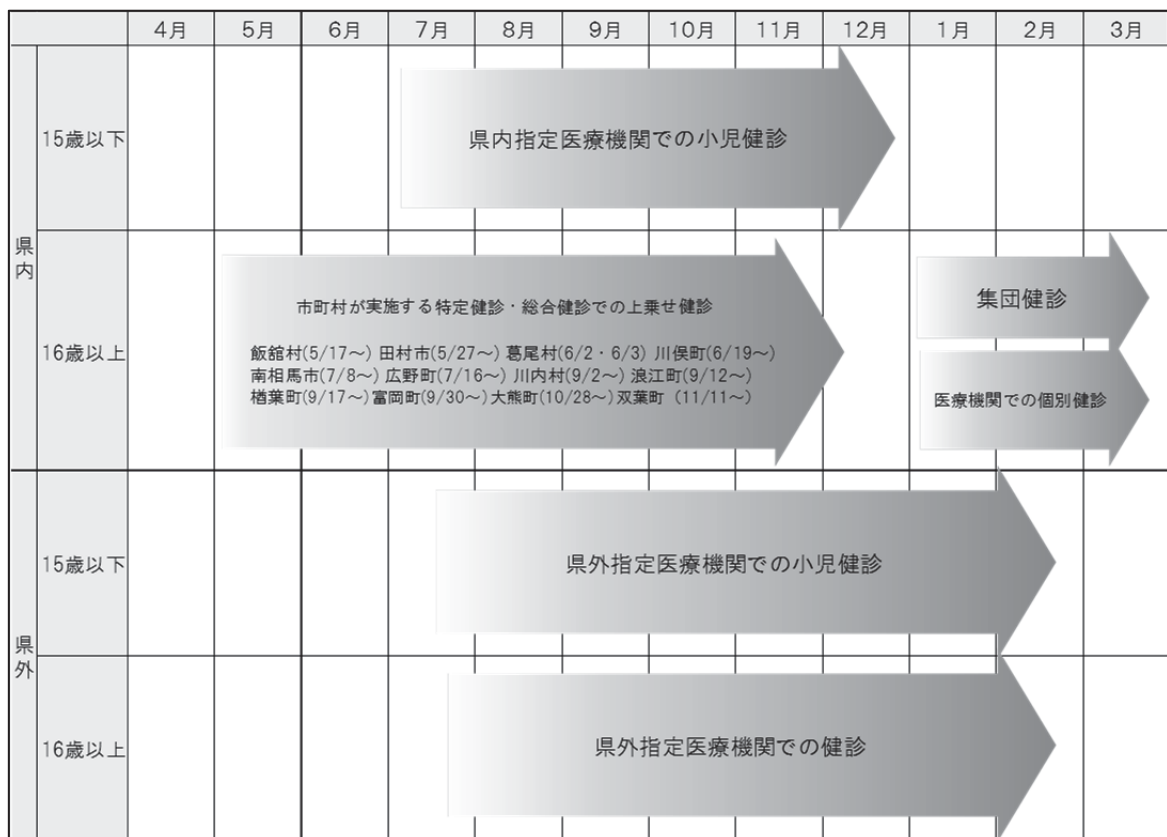 4月 5月 6月 7月 8月 9月 10月 11月 12月 1月 2月 3月
県内
15歳以下
県内指定医療機関での小児健診
16歳以上
市町村が実施する特定健診・総合健診での上乗せ健診
飯舘村(5/17～) 田村市(5/27～) 葛尾村(6/2・6/3) 川俣町(6/19～)
南相馬市(7/8～) 広野町(7/16～) 川内村(9/2～) 浪江町(9/12～)
楢葉町(9/17～) 富岡町(9/30～) 大熊町(10/28～) 双葉町 (11/11～)
集団健診
医療機関での個別健診
県外
15歳以下
県外指定医療機関での小児健診
16歳以上
県外指定医療機関での健診